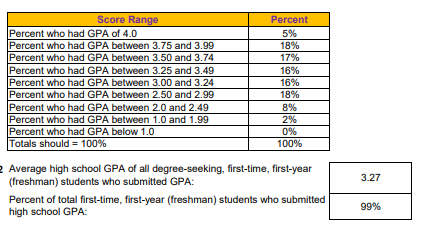 Score Range Percent
Percent who had GPA of 4.0 5%
Percent who had GPA between 3.75 and 3.99 18%
Percent who had GPA between 3.50 and 3.74 17%
Percent who had GPA between 3.25 and 3.49 16%
Percent who had GPA between 3.00 and 3.24 16%
Percent who had GPA between 2.50 and 2.99 18%
Percent who had GPA between 2.0 and 2.49 8%
Percent who had GPA between 1.0 and 1.99 2%
Percent who had GPA below 1.0 0%
Totals should = 100% 100%
2 Average high school GPA of all degree-seeking, first-time, first-year
(freshman) students who submitted GPA: 3.27
Percent of total first-time, first-year (freshman) students who submitted
high school GPA: 99%